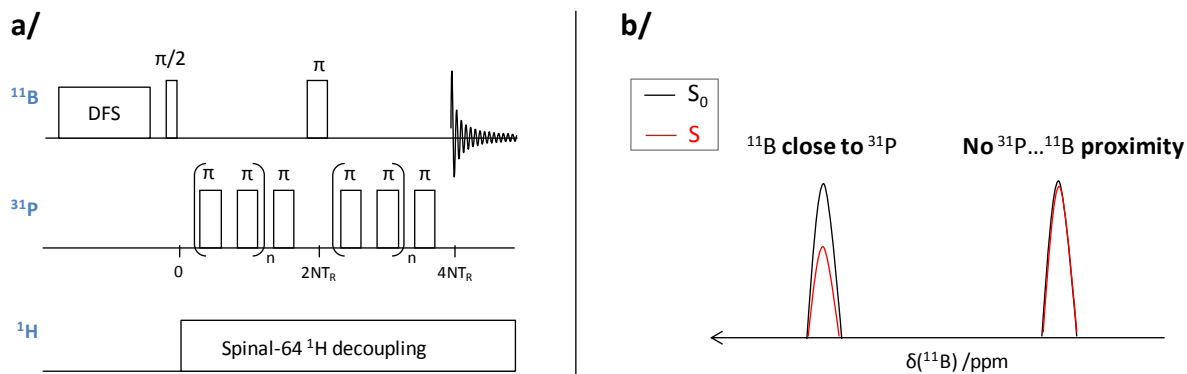 a/
π/2
π
¹¹B
DFS
π π π π π π
³¹P
n n
0 2NT_R 4NT_R
¹H
Spinal-64 ¹H decoupling
b/
S₀
S
¹¹B close to ³¹P
No ³¹P...¹¹B proximity
δ(¹¹B) /ppm